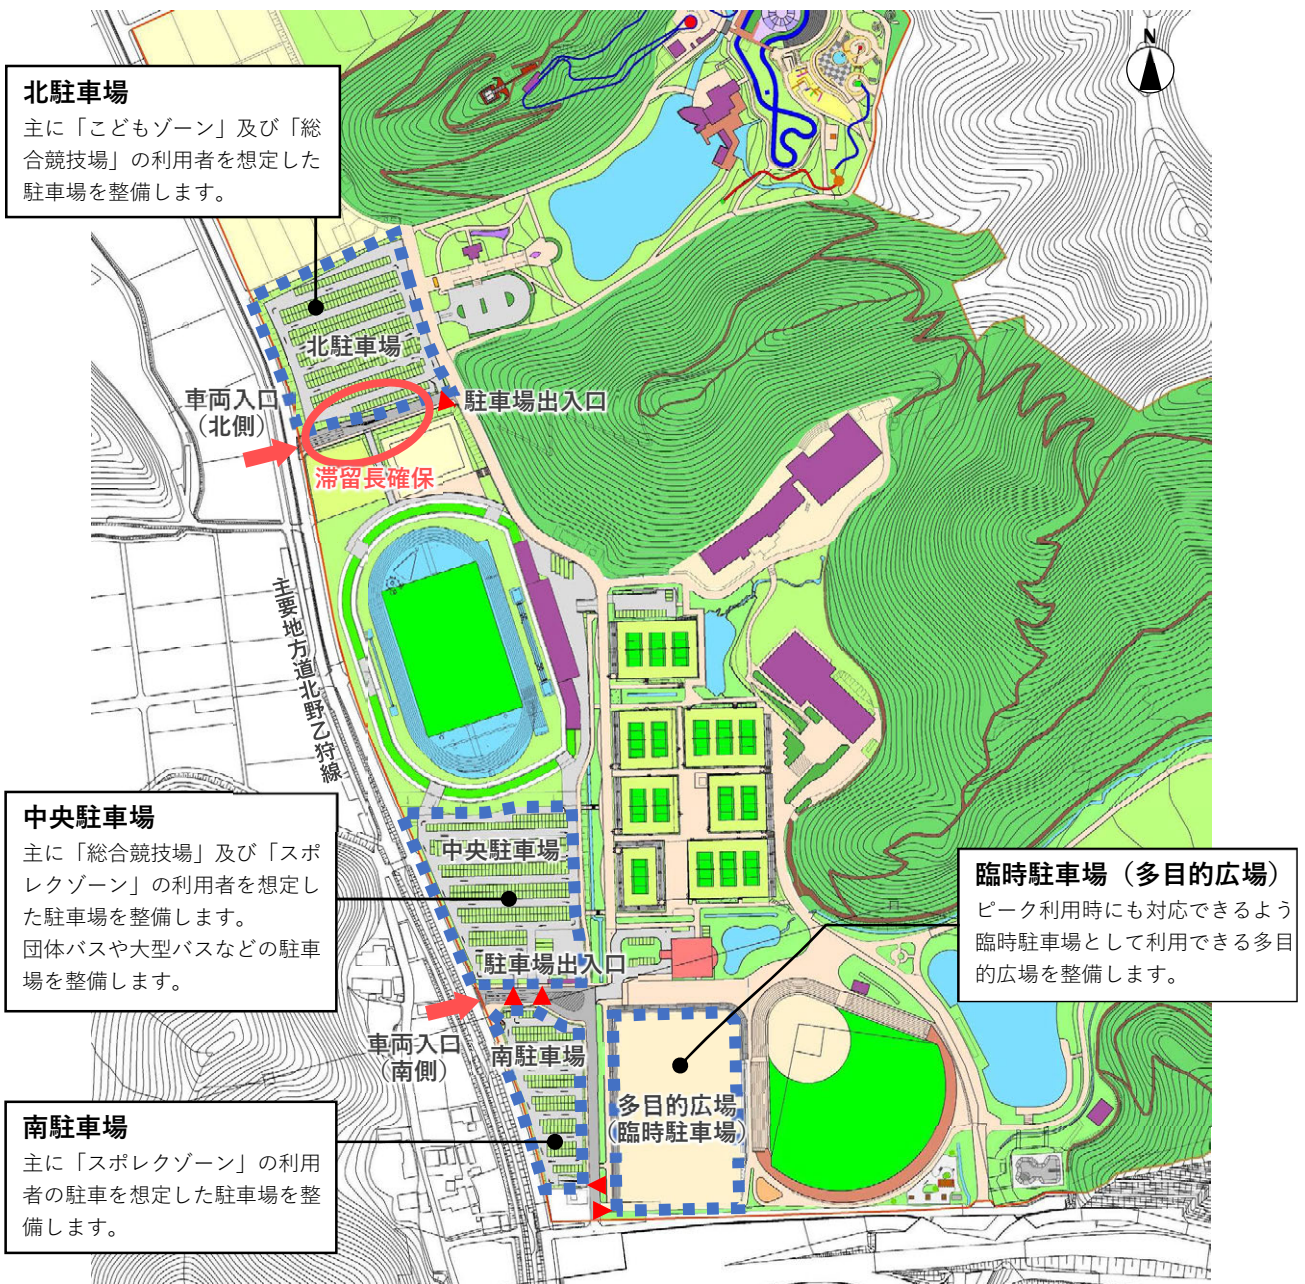 N
北駐車場
主に「こどもゾーン」及び「総
合競技場」の利用者を想定した
駐車場を整備します。
北駐車場
車両入口
（北側）
駐車場出入口
滞留長確保
主要地方道北野乙狩線
中央駐車場
主に「総合競技場」及び「スポ
レクゾーン」の利用者を想定し
た駐車場を整備します。
団体バスや大型バスなどの駐車
場を整備します。
中央駐車場
駐車場出入口
車両入口
（南側）
南駐車場
臨時駐車場（多目的広場）
ピーク利用時にも対応できるよう
臨時駐車場として利用できる多目
的広場を整備します。
多目的広場
（臨時駐車場）
南駐車場
主に「スポレクゾーン」の利用
者の駐車を想定した駐車場を整
備します。